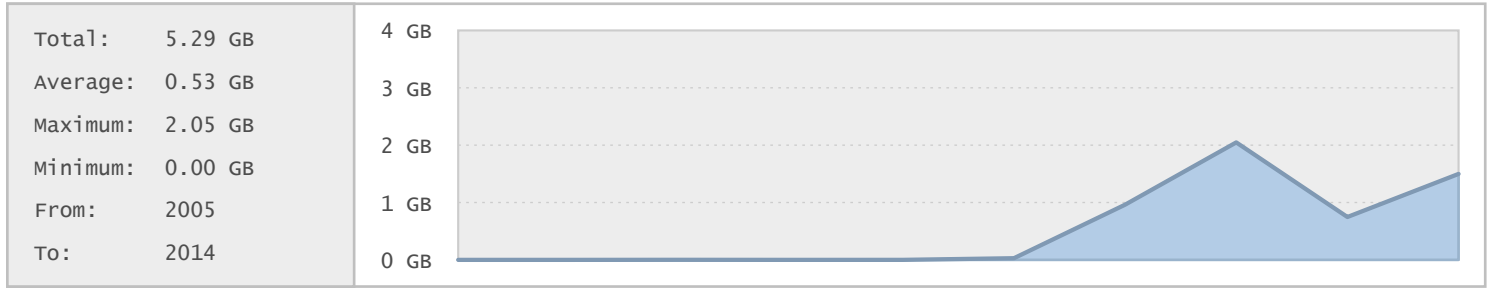 Total: 5.29 GB
Average: 0.53 GB
Maximum: 2.05 GB
Minimum: 0.00 GB
From: 2005
To: 2014
4 GB
3 GB
2 GB
1 GB
0 GB